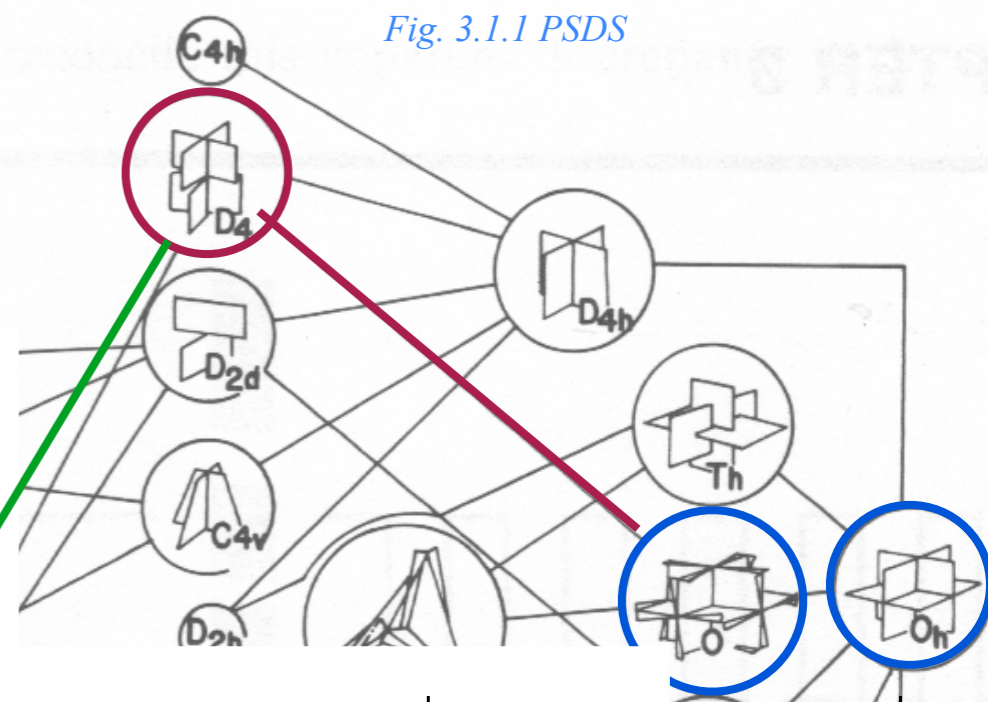 Fig. 3.1.1 PSDS
C4h
D4
D4h
D2d
Th
C4v
D2h
O
Oh